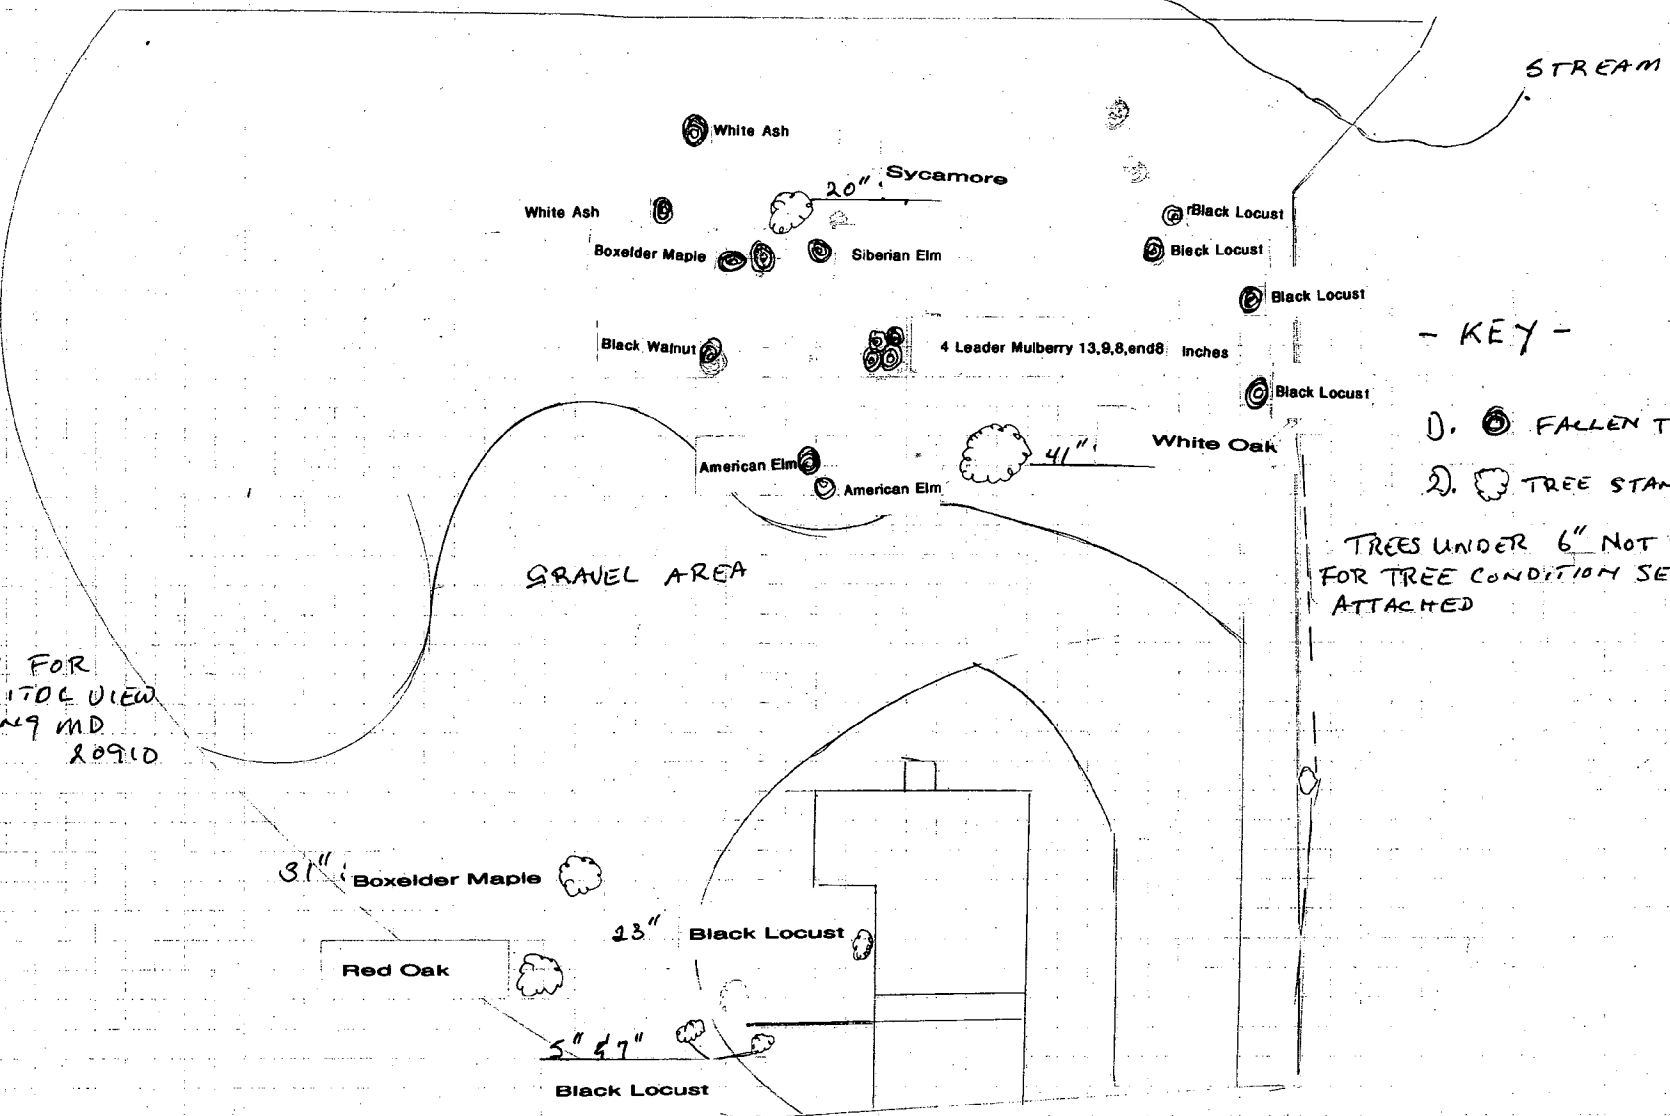 STREAM
White Ash
20" Sycamore
White Ash
Black Locust
Boxelder Maple
Siberian Elm
Bleck Locust
Black Locust
- KEY -
Black Walnut
4 Leader Mulberry 13,9,8,end8 Inches
Black Locust
1). FALLEN T
White Oak
41"
American Elm
American Elm
2). TREE STAN
TREES UNDER 6" NOT
FOR TREE CONDITION SE
ATTACHED
GRAVEL AREA
FOR
ITOL VIEW
MD
20910
31" Boxelder Maple
23" Black Locust
Red Oak
5" & 7"
Black Locust